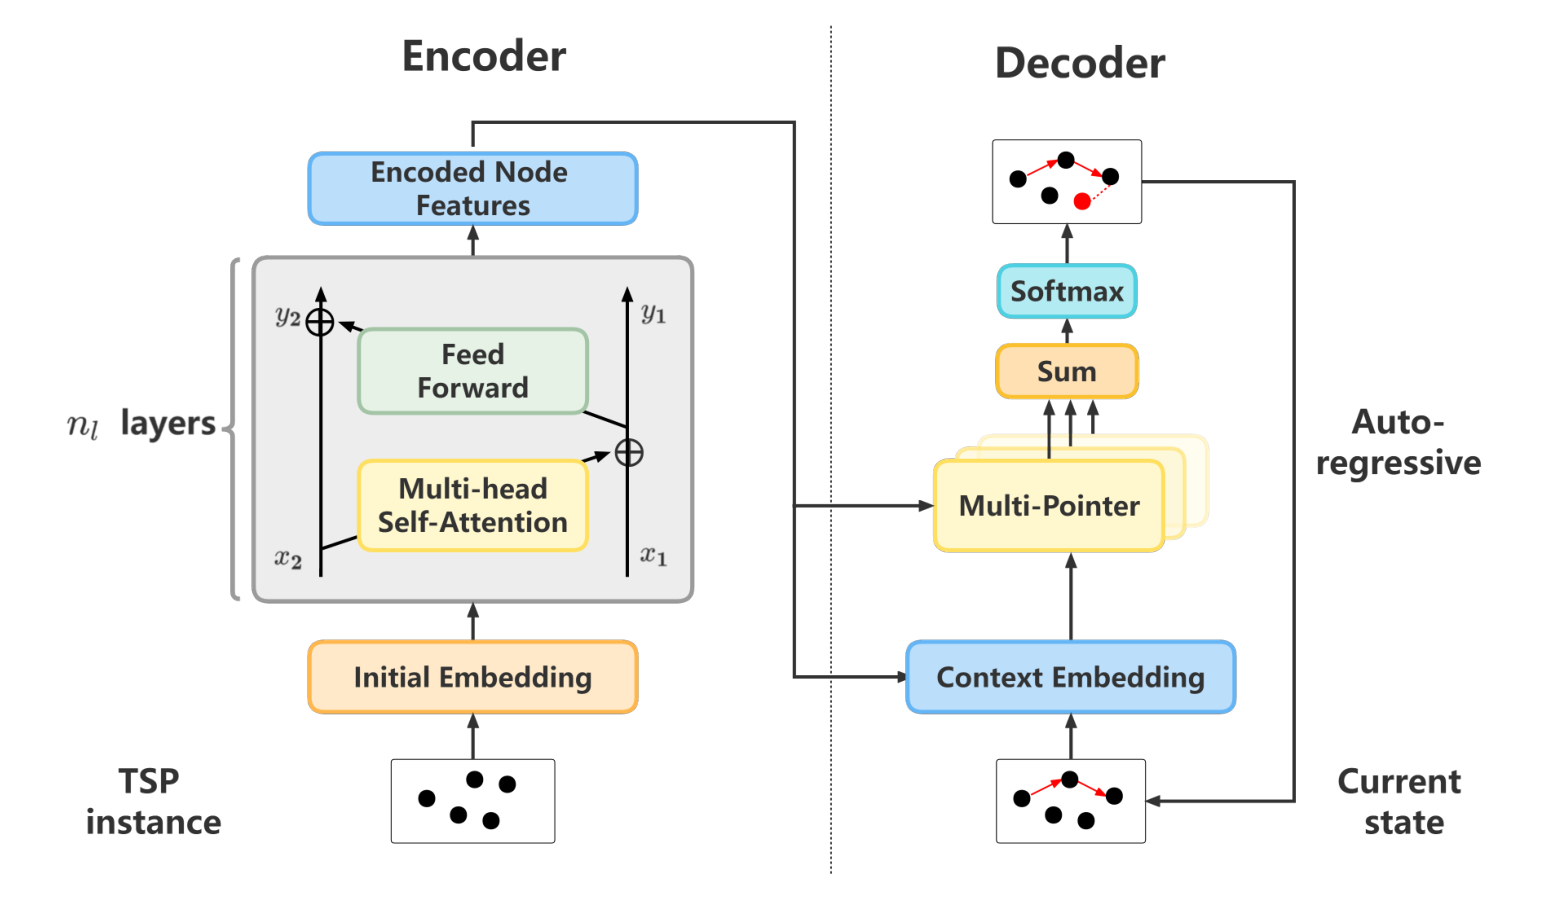 Encoder
Decoder
Encoded Node
Features
y₂
y₁
Feed
Forward
n_l layers
Multi-head
Self-Attention
x₂
x₁
Initial Embedding
TSP
instance
Softmax
Sum
Multi-Pointer
Auto-
regressive
Context Embedding
Current
state